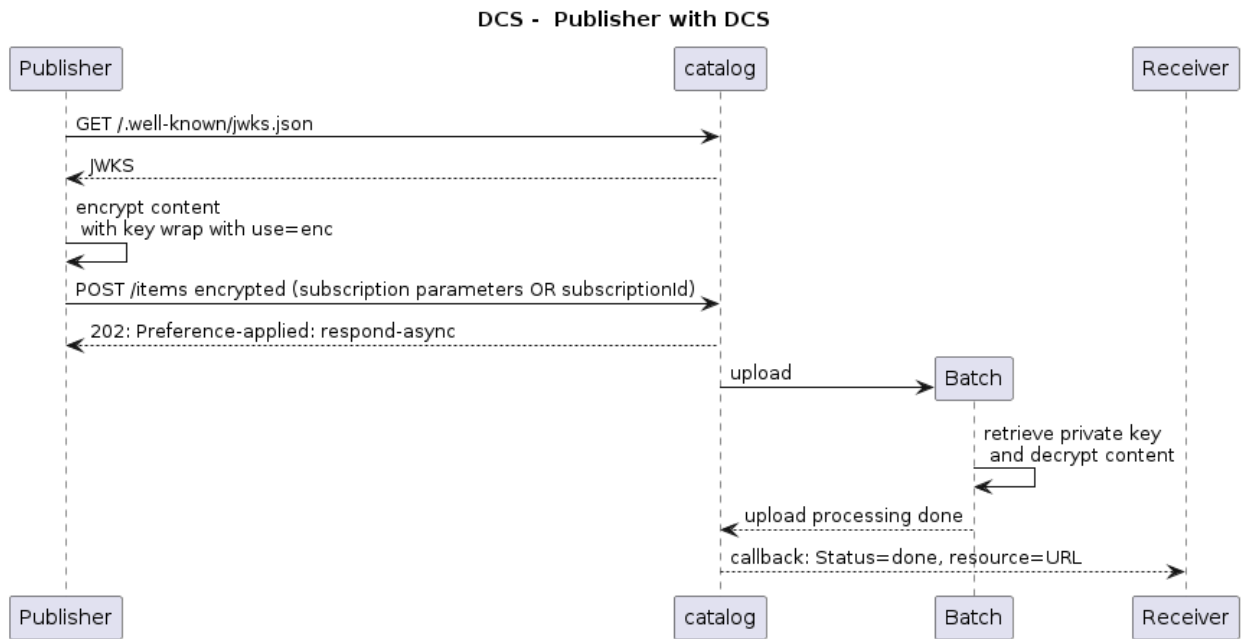 DCS -  Publisher with DCS
Publisher
catalog
Receiver
GET /.well-known/jwks.json
JWKS
encrypt content
with key wrap with use=enc
POST /items encrypted (subscription parameters OR subscriptionId)
202: Preference-applied: respond-async
upload
Batch
retrieve private key
and decrypt content
upload processing done
callback: Status=done, resource=URL
Publisher
catalog
Batch
Receiver